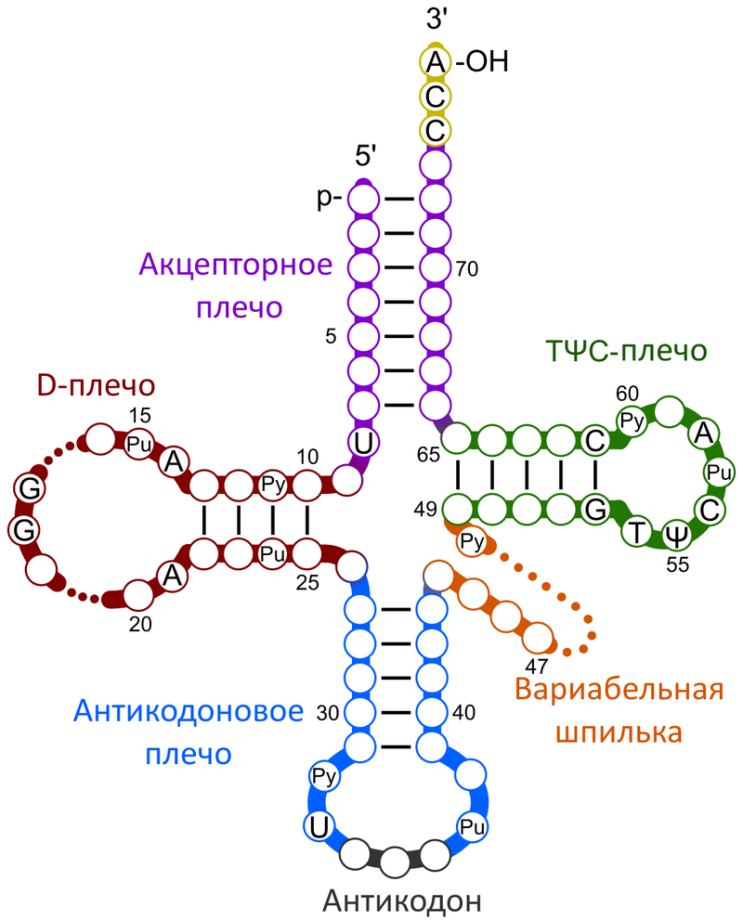 3'
A -OH
C
C
5'
p-
Акцепторное
плечо
70
5
TΨC-плечо
D-плечо
60
15
Py
Pu
A
U
C
A
10
65
Py
Pu
G
49
G
C
G
Py
T
Ψ
55
Pu
A
25
20
47
Вариабельная
шпилька
Антикодоновое
плечо
30
40
Py
U
Pu
Антикодон